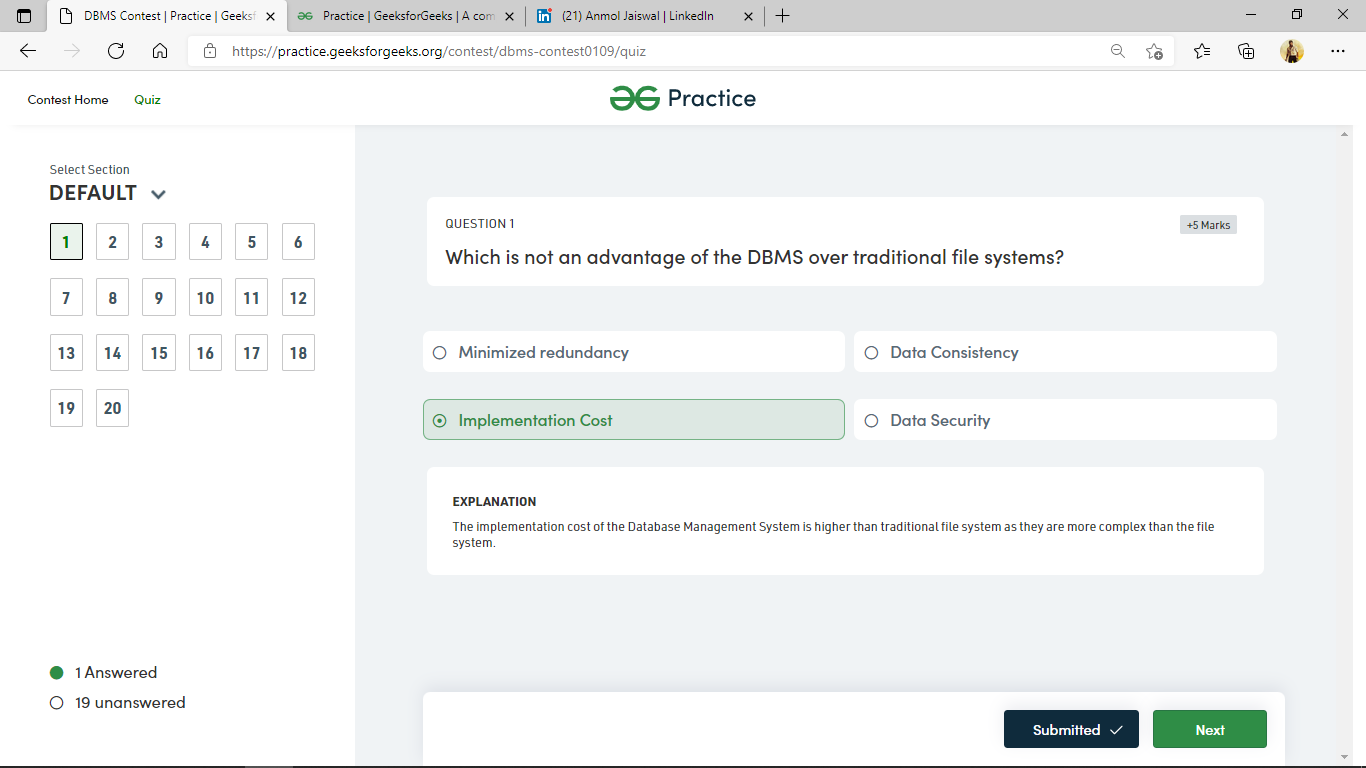 DBMS Contest | Practice | Geeksf
Practice | GeeksforGeeks | A com
(21) Anmol Jaiswal | LinkedIn
https://practice.geeksforgeeks.org/contest/dbms-contest0109/quiz
Contest Home
Quiz
Practice
Select Section
DEFAULT
1 2 3 4 5 6
7 8 9 10 11 12
13 14 15 16 17 18
19 20
1 Answered
19 unanswered
QUESTION 1
+5 Marks
Which is not an advantage of the DBMS over traditional file systems?
Minimized redundancy
Data Consistency
Implementation Cost
Data Security
EXPLANATION
The implementation cost of the Database Management System is higher than traditional file system as they are more complex than the file
system.
Submitted
Next